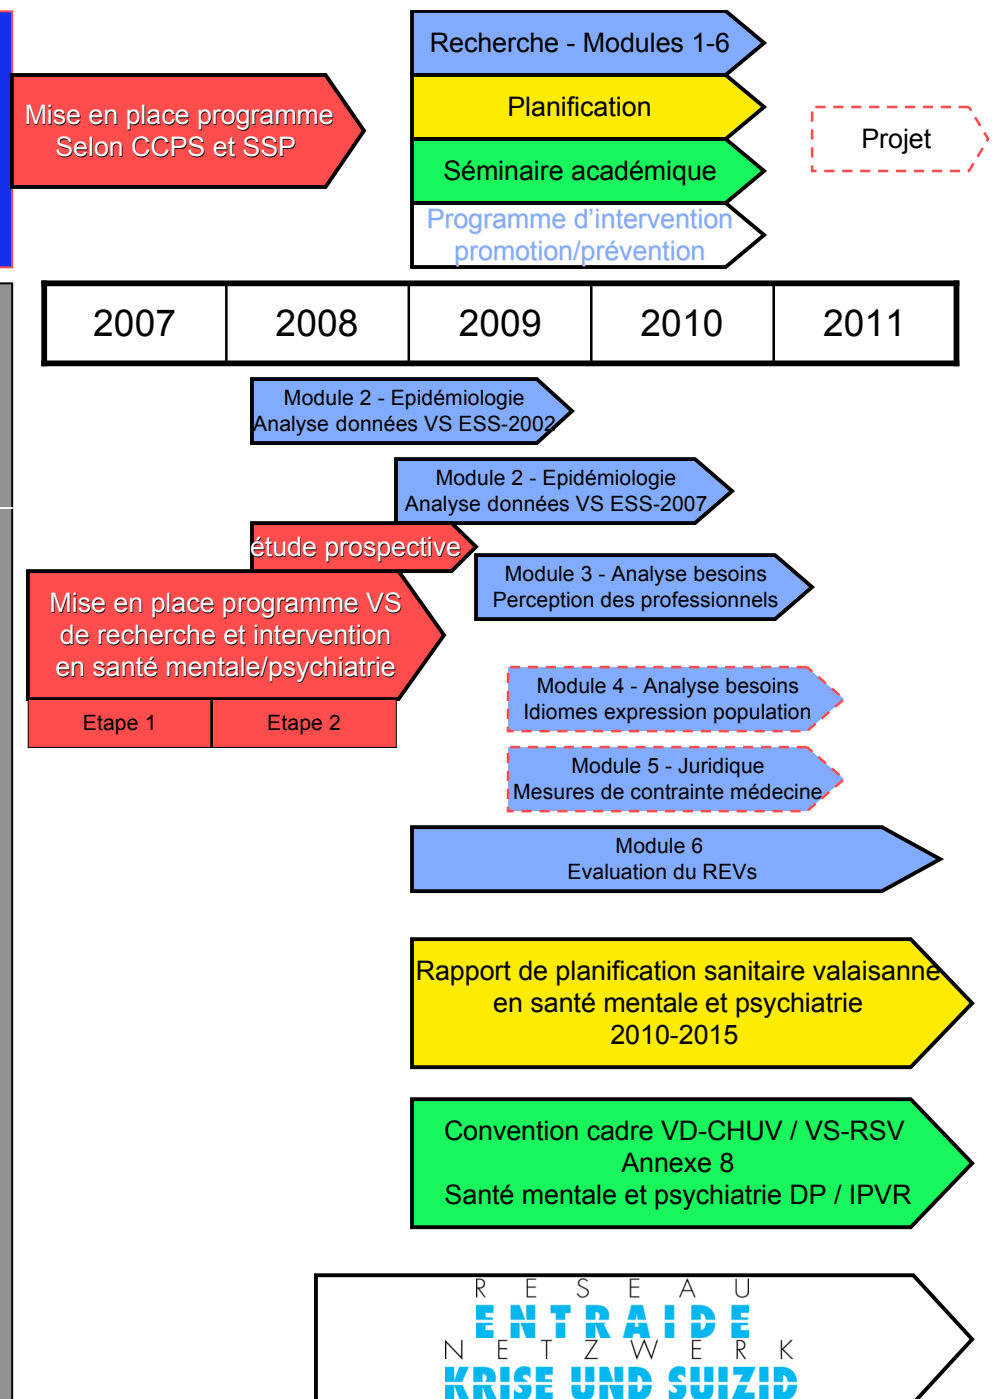 Recherche - Modules 1-6
Mise en place programme
Selon CCPS et SSP
Planification
Projet
Séminaire académique
Programme d'intervention
promotion/prévention
2007 2008 2009 2010 2011
Module 2 - Epidémiologie
Analyse données VS ESS-2002
Module 2 - Epidémiologie
Analyse données VS ESS-2007
étude prospective
Module 3 - Analyse besoins
Perception des professionnels
Mise en place programme VS
de recherche et intervention
en santé mentale/psychiatrie
Etape 1 Etape 2
Module 4 - Analyse besoins
Idiomes expression population
Module 5 - Juridique
Mesures de contrainte médecine
Module 6
Evaluation du REVs
Rapport de planification sanitaire valaisanne
en santé mentale et psychiatrie
2010-2015
Convention cadre VD-CHUV / VS-RSV
Annexe 8
Santé mentale et psychiatrie DP / IPVR
RESEAU
ENTRAIDE
NETZWERK
KRISE UND SUIZID